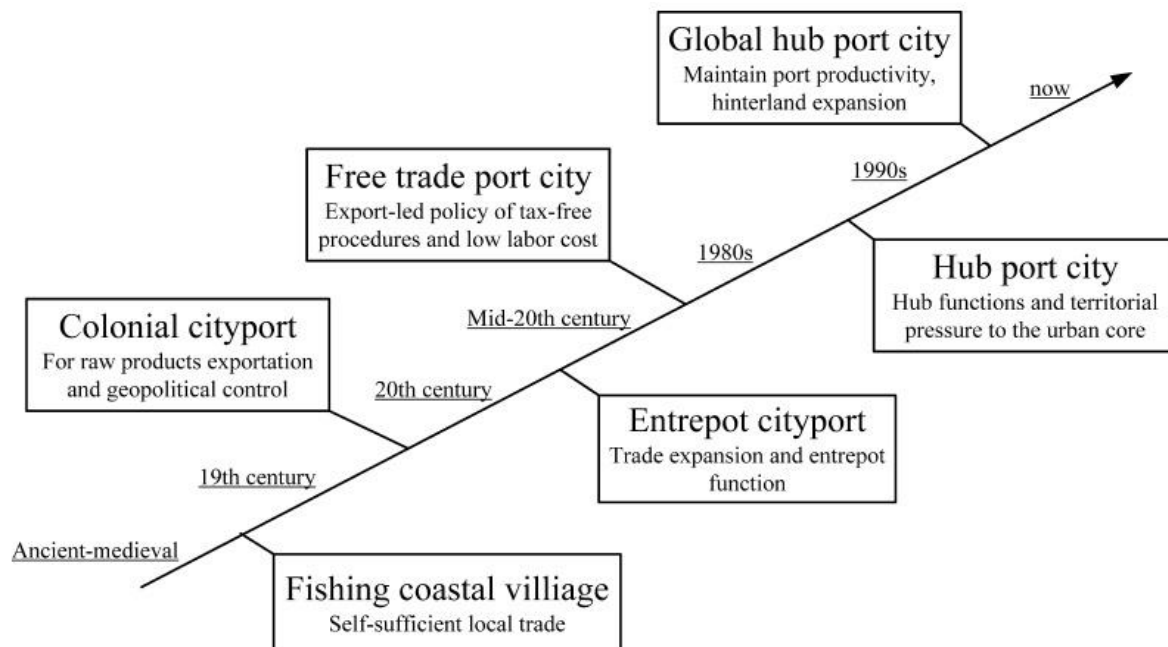 Global hub port city
Maintain port productivity,
hinterland expansion
now
Free trade port city
Export-led policy of tax-free
procedures and low labor cost
1990s
1980s
Hub port city
Hub functions and territorial
pressure to the urban core
Colonial cityport
For raw products exportation
and geopolitical control
Mid-20th century
20th century
Entrepot cityport
Trade expansion and entrepot
function
19th century
Ancient-medieval
Fishing coastal villiage
Self-sufficient local trade